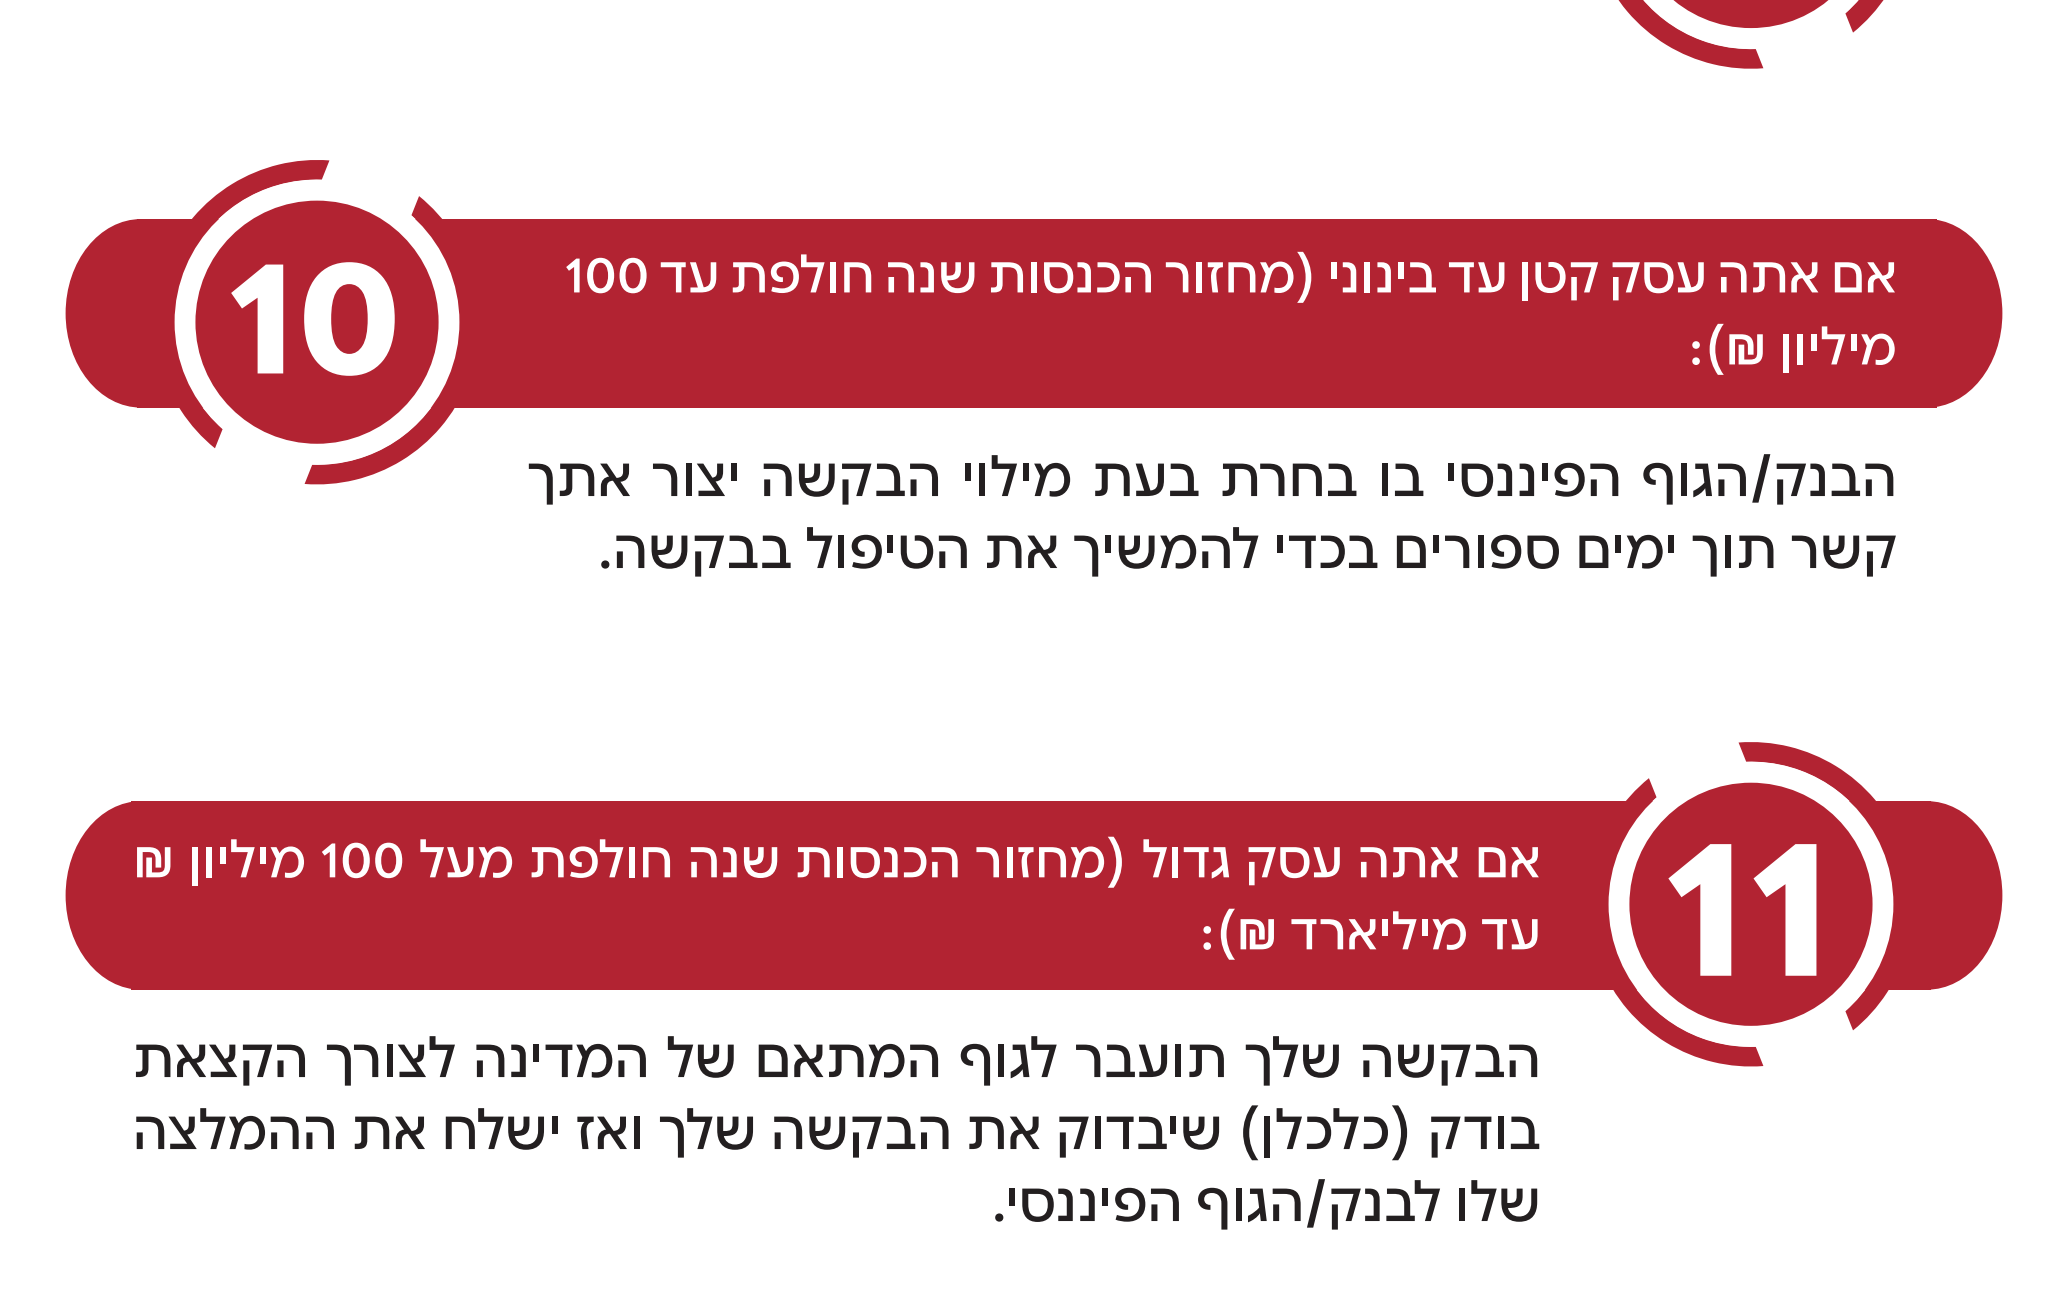 10
אם אתה עסק קטן עד בינוני (מחזור הכנסות שנה חולפת עד 100
מיליון ₪):
הבנק/הגוף הפיננסי בו בחרת בעת מילוי הבקשה יצור אתך
קשר תוך ימים ספורים בכדי להמשיך את הטיפול בבקשה.
11
אם אתה עסק גדול (מחזור הכנסות שנה חולפת מעל 100 מיליון ₪
עד מיליארד ₪):
הבקשה שלך תועבר לגוף המתאם של המדינה לצורך הקצאת
בודק (כלכלן) שיבדוק את הבקשה שלך ואז ישלח את ההמלצה
שלו לבנק/הגוף הפיננסי.